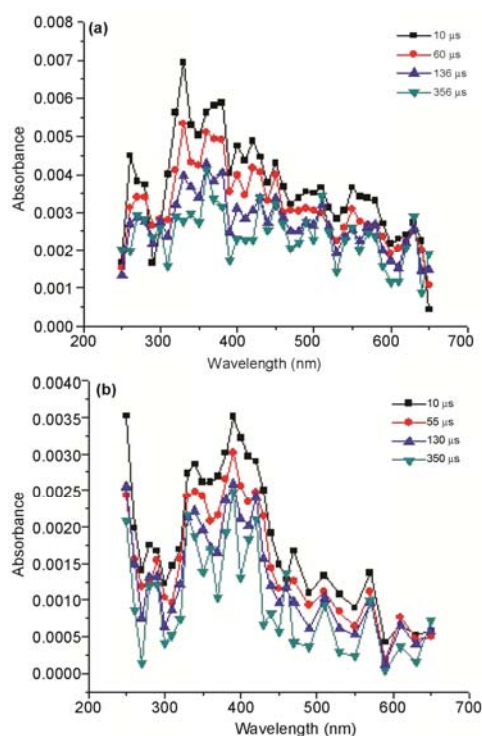 (a)
10 μs
60 μs
136 μs
356 μs
0.008
0.007
0.006
0.005
0.004
0.003
0.002
0.001
0.000
Absorbance
200 300 400 500 600 700
Wavelength (nm)
(b)
10 μs
55 μs
130 μs
350 μs
0.0040
0.0035
0.0030
0.0025
0.0020
0.0015
0.0010
0.0005
0.0000
Absorbance
200 300 400 500 600 700
Wavelength (nm)